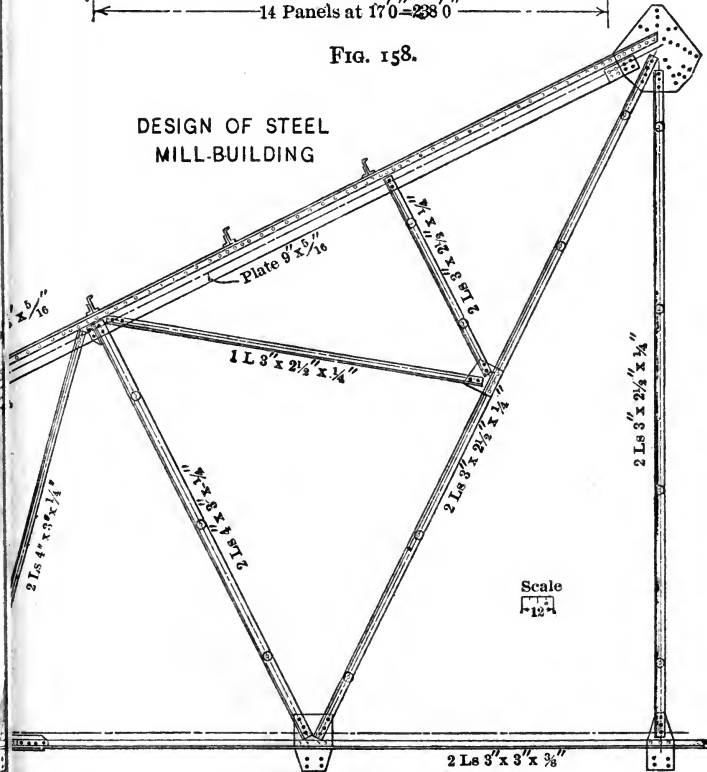 14 Panels at 17'0"=238'0"
FIG. 158.
DESIGN OF STEEL
MILL-BUILDING
Plate 9" x 5/16"
x 5/16"
2 Ls 3" x 2½" x ¼"
1 L 3" x 2½" x ¼"
2 Ls 3" x 2½" x ¼"
2 Ls 3" x 2½" x ¼"
2 Ls 4" x 3" x ¼"
2 Ls 4" x 3" x ¼"
Scale
12"
2 Ls 3" x 3" x ⅜"